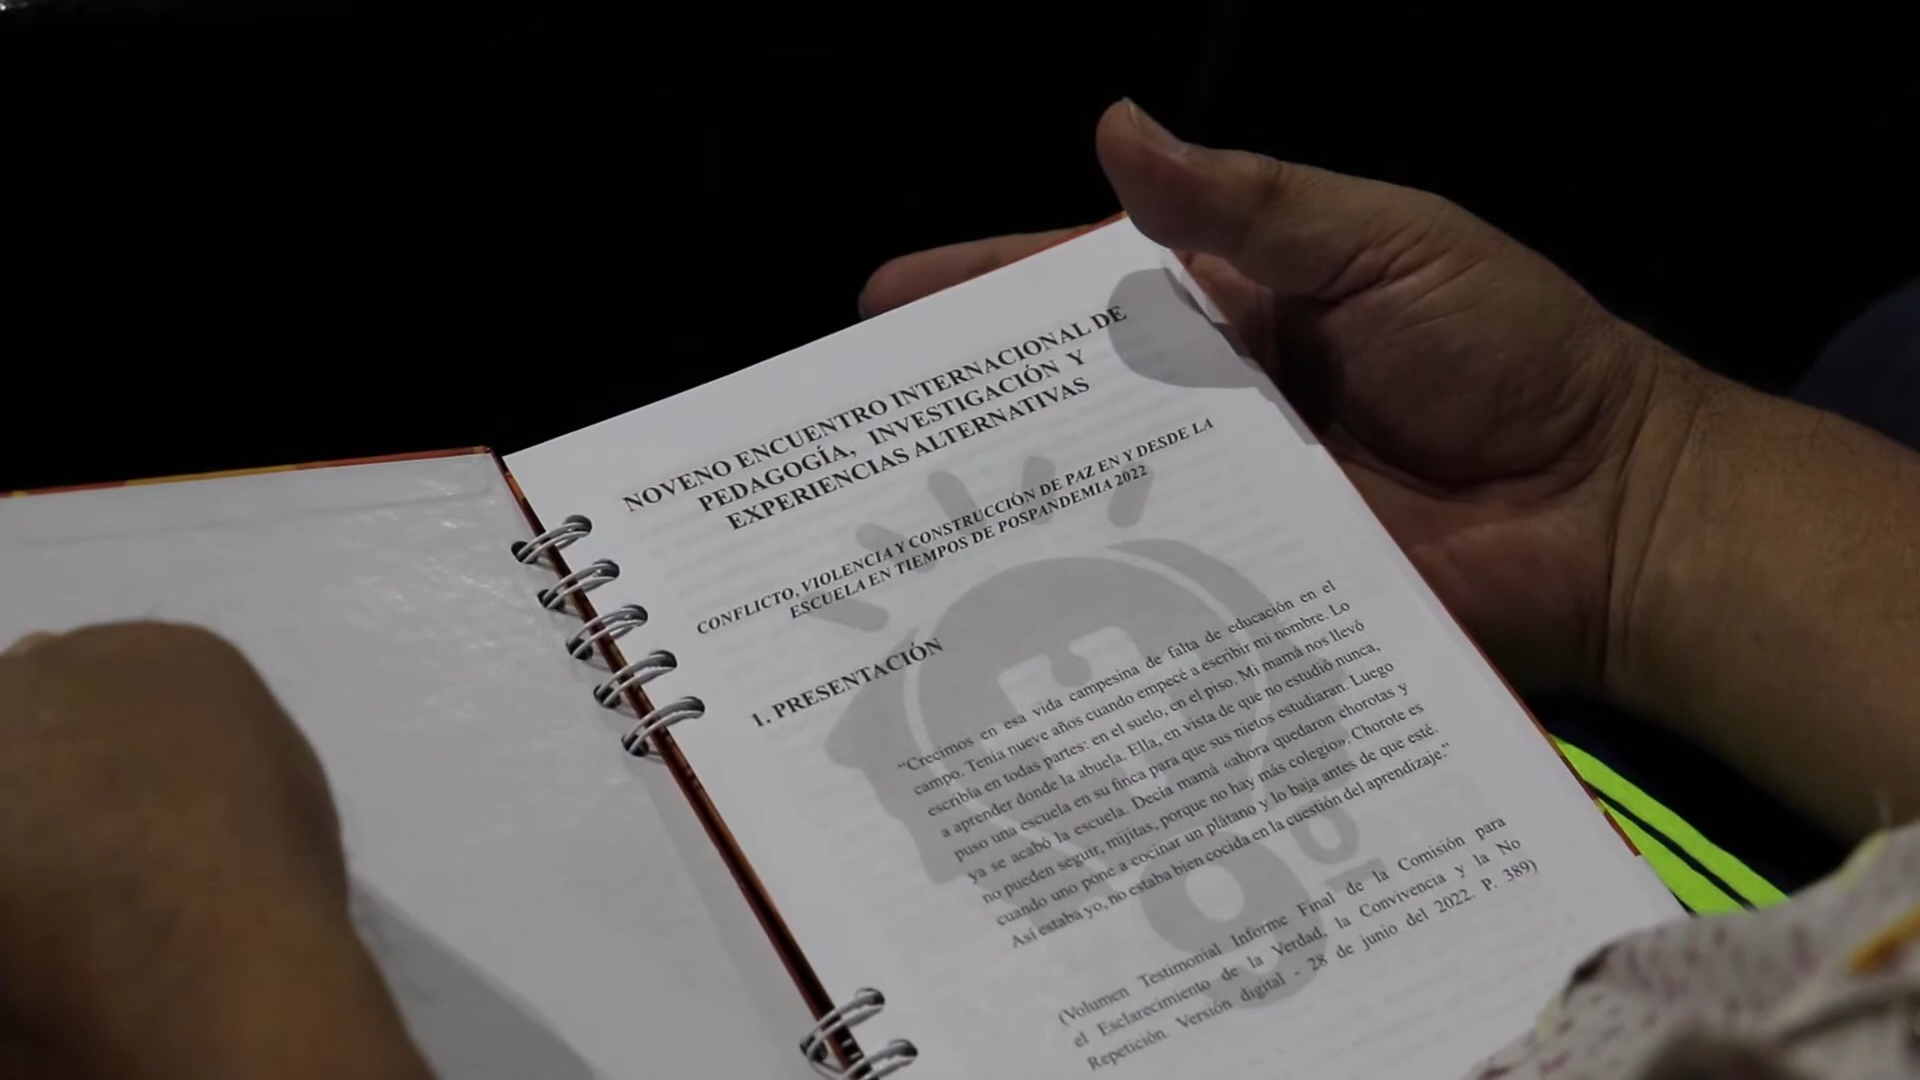 NOVENO ENCUENTRO INTERNACIONAL DE
PEDAGOGÍA, INVESTIGACIÓN Y
EXPERIENCIAS ALTERNATIVAS
CONFLICTO, VIOLENCIA Y CONSTRUCCIÓN DE PAZ EN Y DESDE LA
ESCUELA EN TIEMPOS DE POSPANDEMIA 2022
1. PRESENTACIÓN
“Crecimos en esa vida campesina de falta de educación en el
campo. Tenía nueve años cuando empecé a escribir mi nombre. Lo
escribía en todas partes: en el suelo, en el piso. Mi mamá nos llevó
a aprender donde la abuela. Ella, en vista de que no estudió nunca,
puso una escuela en su finca para que sus nietos estudiaran. Luego
ya se acabó la escuela. Decía mamá «ahora quedaron chorotas y
no pueden seguir, mijitas, porque no hay más colegio». Chorote es
cuando uno pone a cocinar un plátano y lo baja antes de que esté.
Así estaba yo, no estaba bien cocida en la cuestión del aprendizaje.”
(Volumen Testimonial Informe Final de la Comisión para
el Esclarecimiento de la Verdad, la Convivencia y la No
Repetición. Versión digital - 28 de junio del 2022. P. 389)
9º